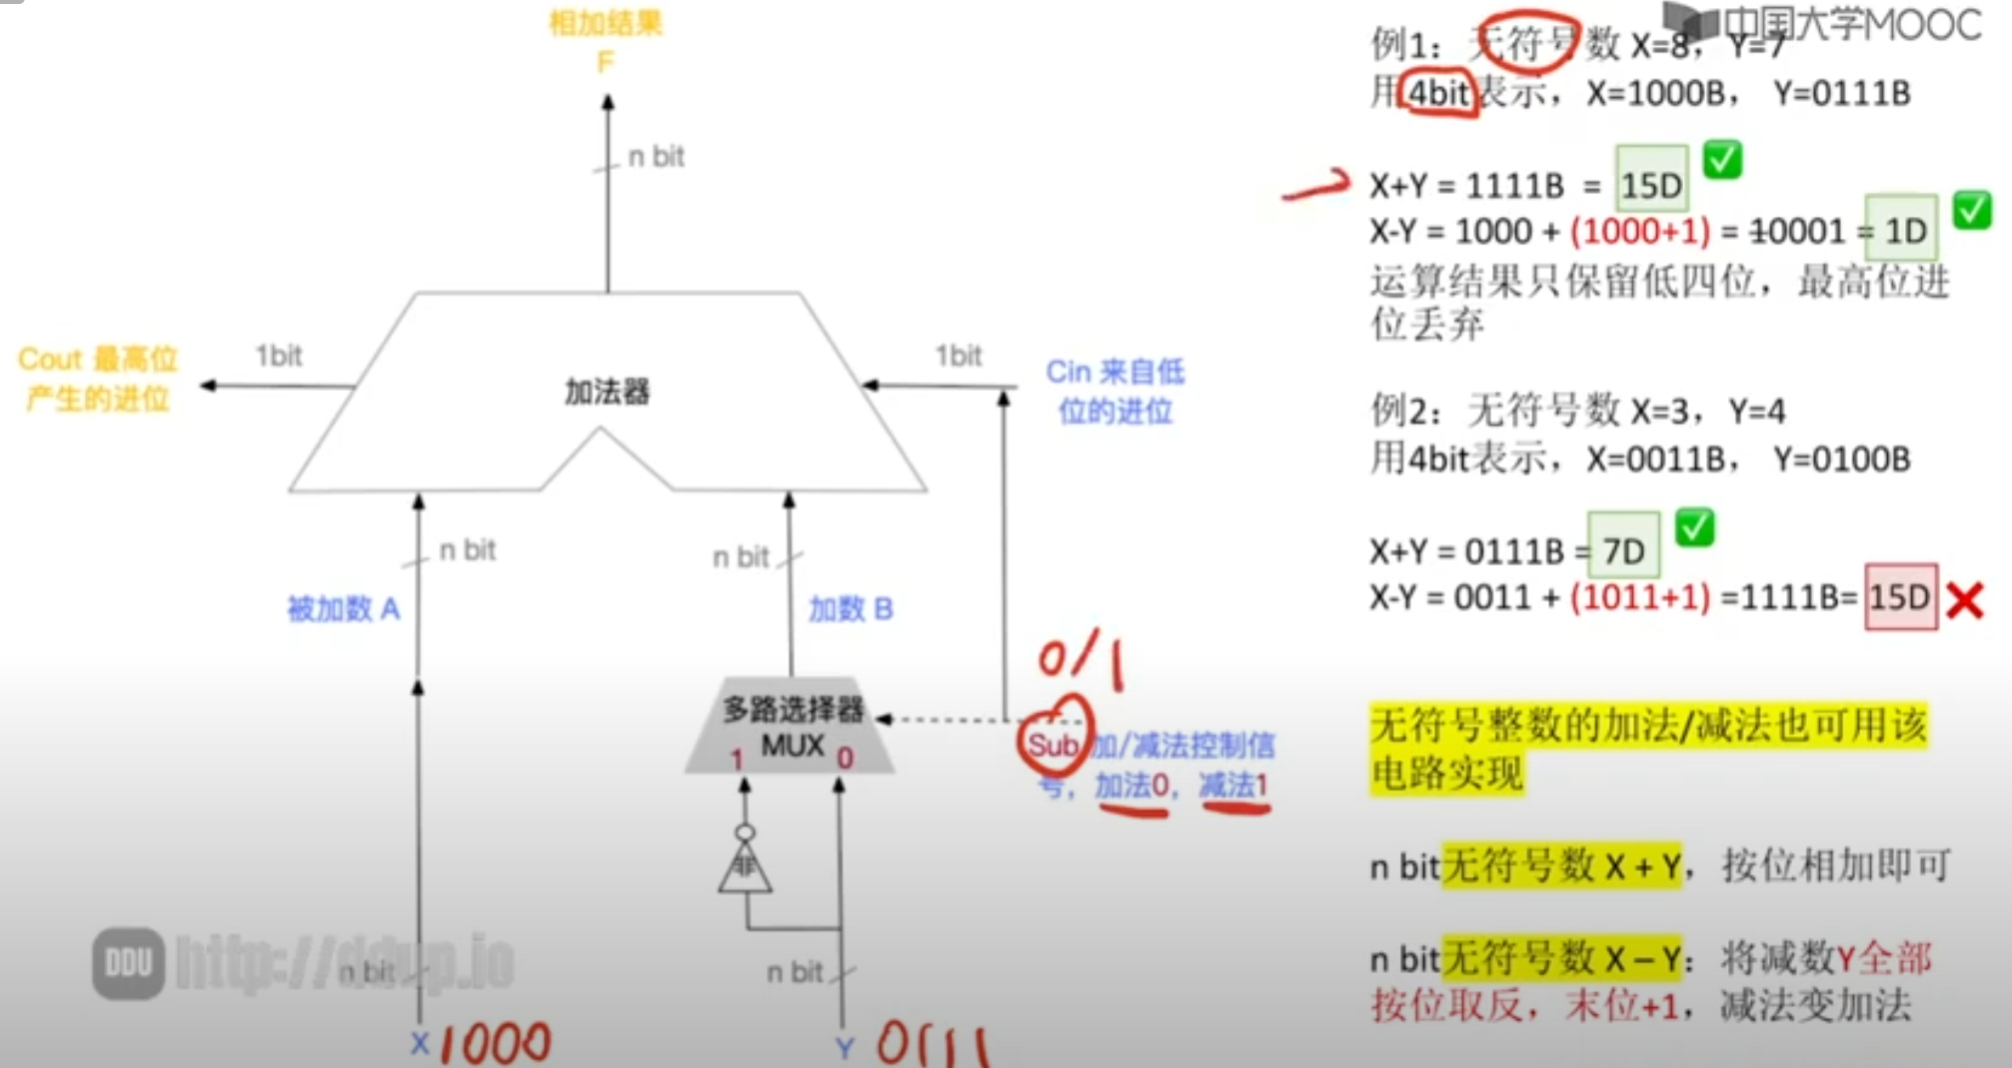 相加结果
F
n bit
Cout 最高位
产生的进位
1bit
加法器
1bit
Cin 来自低
位的进位
n bit
被加数 A
n bit
加数 B
0/1
多路选择器
MUX
1 0
Sub 加/减法控制信
号，加法0，减法1
非
n bit
n bit
X 1000
Y 0111
DDU http://ddup.io
中国大学MOOC
例1：无符号数 X=8，Y=7
用4bit表示，X=1000B， Y=0111B
X+Y = 1111B = 15D
X-Y = 1000 + (1000+1) = 10001 = 1D
运算结果只保留低四位，最高位进
位丢弃
例2：无符号数 X=3，Y=4
用4bit表示，X=0011B， Y=0100B
X+Y = 0111B = 7D
X-Y = 0011 + (1011+1) =1111B= 15D
无符号整数的加法/减法也可用该
电路实现
n bit无符号数 X + Y，按位相加即可
n bit无符号数 X – Y：将减数Y全部
按位取反，末位+1，减法变加法